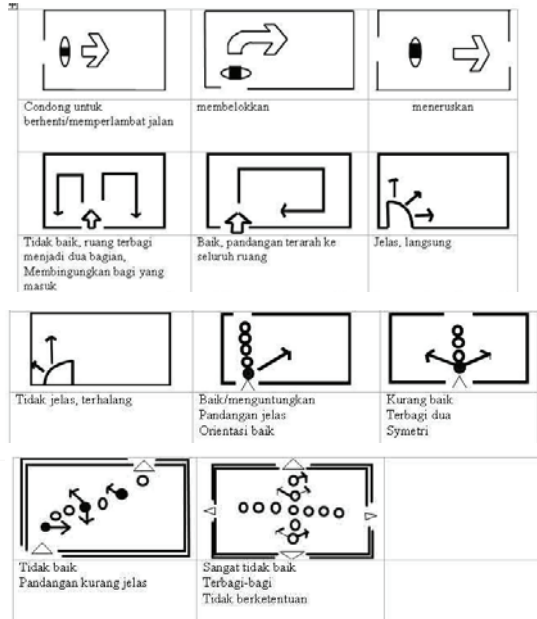 Condong untuk
berhenti/memperlambat jalan
membelokkan
meneruskan
Tidak baik, ruang terbagi
menjadi dua bagian,
Membingungkan bagi yang
masuk
Baik, pandangan terarah ke
seluruh ruang
Jelas, langsung
Tidak jelas, terhalang
Baik/menguntungkan
Pandangan jelas
Orientasi baik
Kurang baik
Terbagi dua
Symetri
Tidak baik
Pandangan kurang jelas
Sangat tidak baik
Terbagi-bagi
Tidak berketentuan